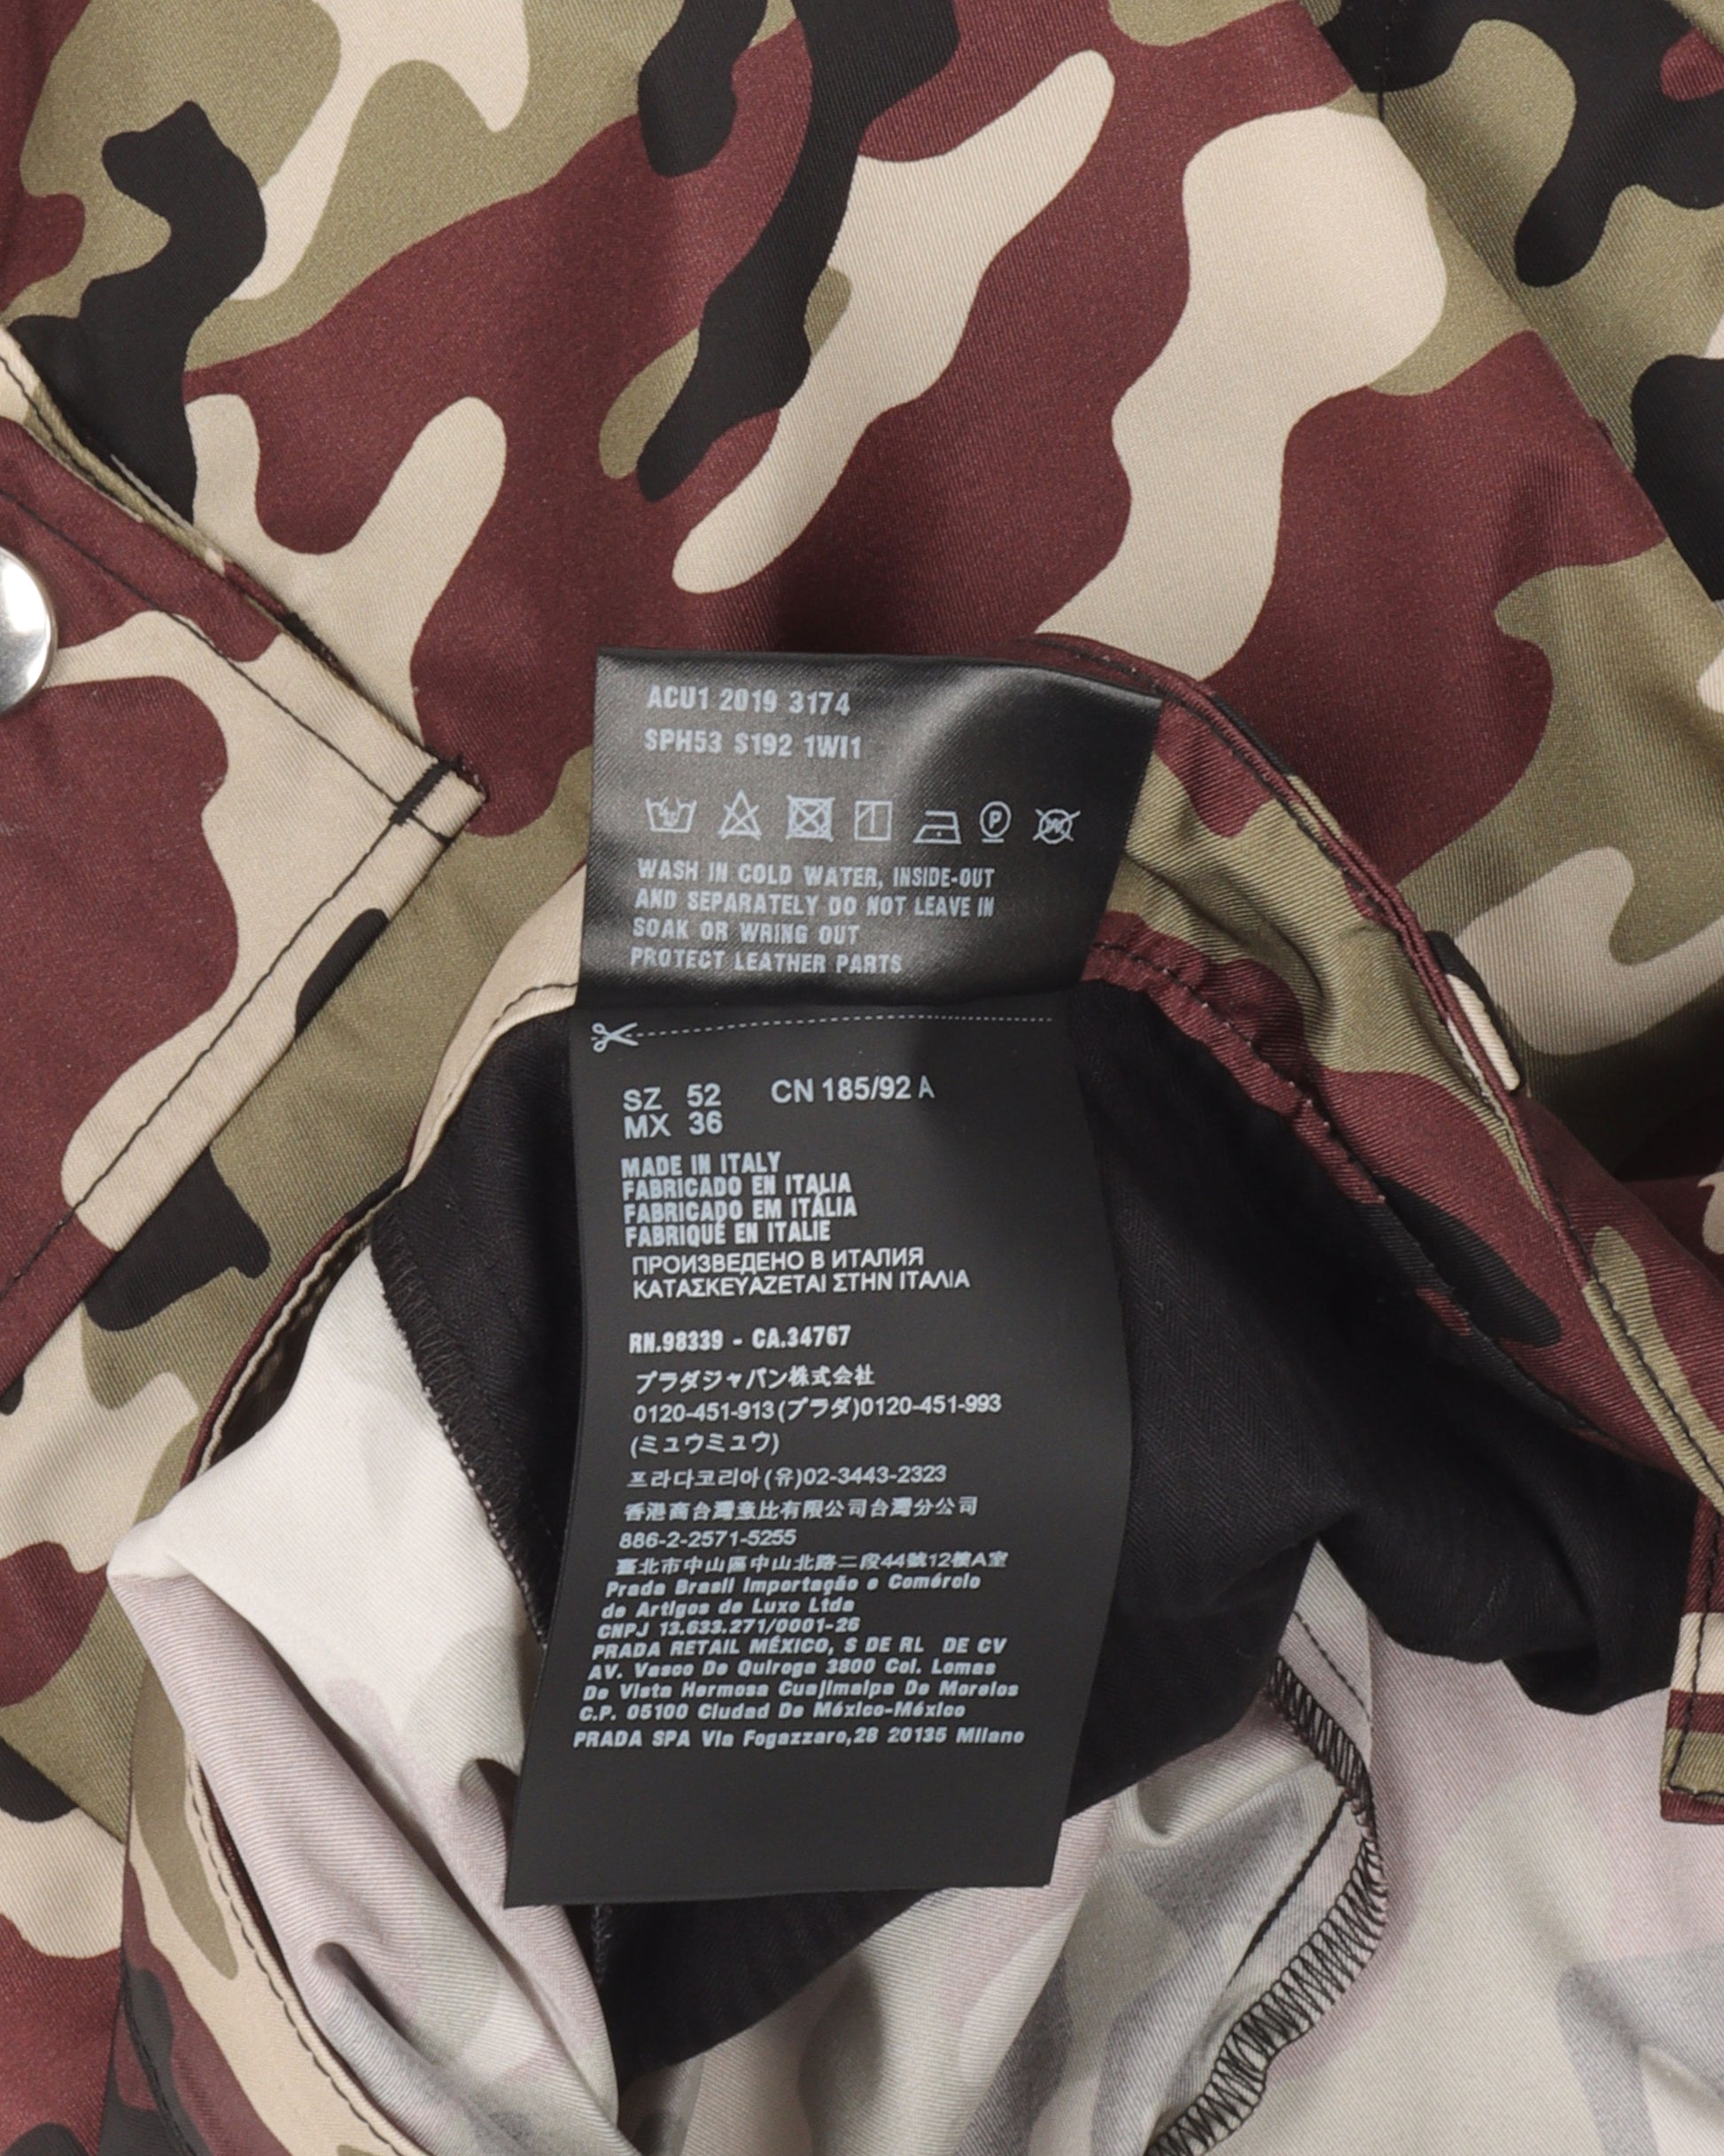 ACU1 2019 3174
SPH53 S192 1WI1
WASH IN COLD WATER, INSIDE-OUT
AND SEPARATELY DO NOT LEAVE IN
SOAK OR WRING OUT
PROTECT LEATHER PARTS
SZ 52 CN 185/92 A
MX 36
MADE IN ITALY
FABRICADO EN ITALIA
FABRICADO EM ITÁLIA
FABRIQUÉ EN ITALIE
ПРОИЗВЕДЕНО В ИТАЛИЯ
ΚΑΤΑΣΚΕΥΑΖΕΤΑΙ ΣΤΗΝ ΙΤΑΛΙΑ
RN.98339 - CA.34767
プラダジャパン株式会社
0120-451-913(プラダ)0120-451-993
(ミュウミュウ)
프라다코리아(유)02-3443-2323
香港商台灣意比有限公司台灣分公司
886-2-2571-5255
臺北市中山區中山北路二段44號12樓A室
Prada Brasil Importação e Comércio
de Artigos de Luxo Ltda
CNPJ 13.633.271/0001-26
PRADA RETAIL MÉXICO, S DE RL DE CV
AV. Vasco De Quiroga 3800 Col. Lomas
De Vista Hermosa Cuajimalpa De Morelos
C.P. 05100 Ciudad De México-México
PRADA SPA Via Fogazzaro,28 20135 Milano